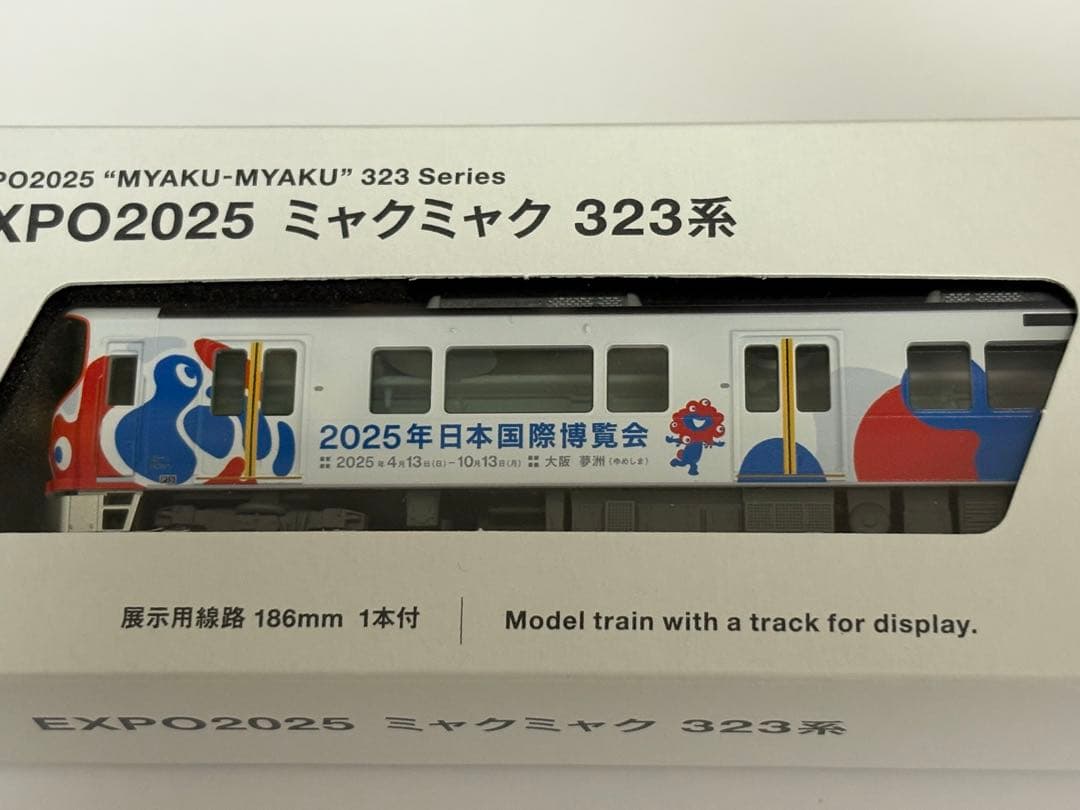 PO2025 “MYAKU-MYAKU” 323 Series
XPO2025 ミャクミャク 323系
2025年日本国際博覧会
2025年4月13日(日)-10月13日(月) 大阪 夢洲(ゆめしま)
展示用線路 186mm 1本付
Model train with a track for display.
EXPO2025 ミャクミャク 323系